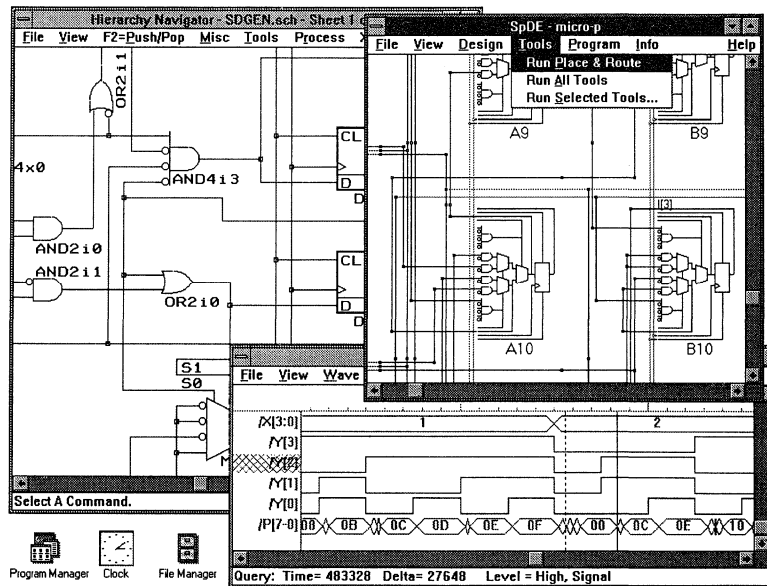 Hierarchy Navigator - SDGEN.sch - Sheet 1 o
File View F2=Push/Pop Misc Tools Process
OR2i1
4x0
AND4i3
CL
D
D
AND2i0
AND2i1
OR2i0
CL
D
D
S1
S0
M
Select A Command.
SpDE - micro-p
File View Design Tools Program Info Help
Run Place & Route
Run All Tools
Run Selected Tools...
A9 B9
I[3]
A10 B10
File View Wave
/X[3:0] 1 2
/Y[3]
/Y[2]
/Y[1]
/Y[0]
/P[7-0] 00 0B 0C 0D 0E 0F 00 0C 0E 10
Query: Time= 483328 Delta= 27648 Level = High, Signal
Program Manager Clock File Manager